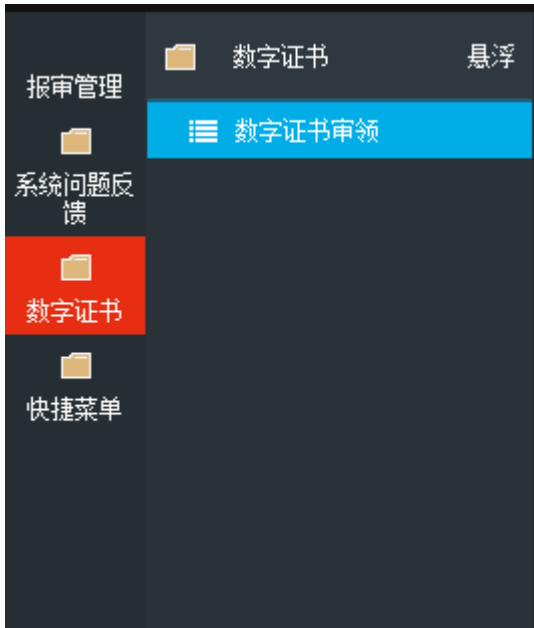 报审管理
系统问题反
馈
数字证书
快捷菜单
数字证书 悬浮
数字证书审领